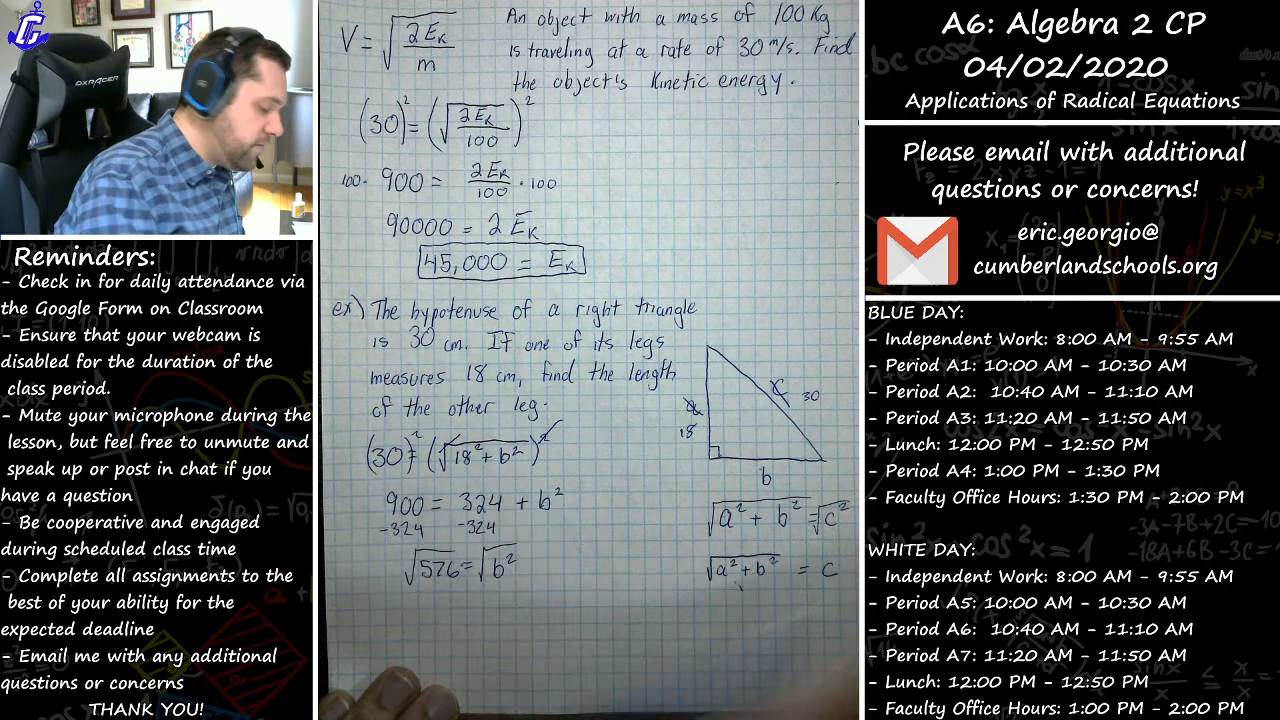 DXRACER
Reminders:
- Check in for daily attendance via
the Google Form on Classroom
- Ensure that your webcam is
disabled for the duration of the
class period.
- Mute your microphone during the
lesson, but feel free to unmute and
speak up or post in chat if you
have a question
- Be cooperative and engaged
during scheduled class time
- Complete all assignments to the
best of your ability for the
expected deadline
- Email me with any additional
questions or concerns
THANK YOU!
V = √(2 E_K / m)
An object with a mass of 100 Kg
is traveling at a rate of 30 m/s. Find
the object's Kinetic energy.
(30)² = (√(2 E_K / 100))²
100 · 900 = 2 E_K / 100 · 100
90000 = 2 E_K
45,000 = E_K
ex) The hypotenuse of a right triangle
is 30 cm. If one of its legs
measures 18 cm, find the length
of the other leg.
(30)² = (√18² + b²)²
900 = 324 + b²
-324 -324
√576 = √b²
a
18
c 30
b
√a² + b² = √c²
√a² + b² = c
A6: Algebra 2 CP
04/02/2020
Applications of Radical Equations
Please email with additional
questions or concerns!
eric.georgio@
cumberlandschools.org
BLUE DAY:
- Independent Work: 8:00 AM - 9:55 AM
- Period A1: 10:00 AM - 10:30 AM
- Period A2: 10:40 AM - 11:10 AM
- Period A3: 11:20 AM - 11:50 AM
- Lunch: 12:00 PM - 12:50 PM
- Period A4: 1:00 PM - 1:30 PM
- Faculty Office Hours: 1:30 PM - 2:00 PM
WHITE DAY:
- Independent Work: 8:00 AM - 9:55 AM
- Period A5: 10:00 AM - 10:30 AM
- Period A6: 10:40 AM - 11:10 AM
- Period A7: 11:20 AM - 11:50 AM
- Lunch: 12:00 PM - 12:50 PM
- Faculty Office Hours: 1:00 PM - 2:00 PM